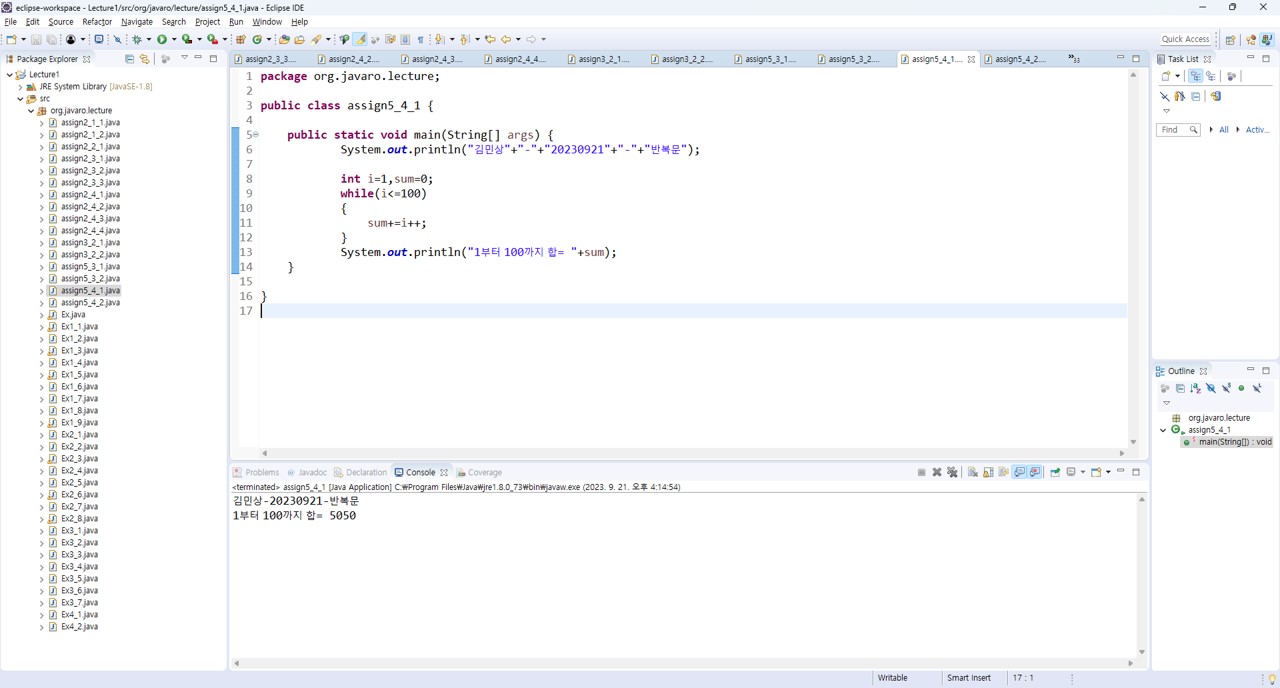 eclipse-workspace - Lecture1/src/org/javaro/lecture/assign5_4_1.java - Eclipse IDE
File Edit Source Refactor Navigate Search Project Run Window Help
Quick Access
Package Explorer
Lecture1
JRE System Library [JavaSE-1.8]
src
org.javaro.lecture
assign2_1_1.java
assign2_1_2.java
assign2_2_1.java
assign2_3_1.java
assign2_3_2.java
assign2_3_3.java
assign2_4_1.java
assign2_4_2.java
assign2_4_3.java
assign2_4_4.java
assign3_2_1.java
assign3_2_2.java
assign5_3_1.java
assign5_3_2.java
assign5_4_1.java
assign5_4_2.java
Ex.java
Ex1_1.java
Ex1_2.java
Ex1_3.java
Ex1_4.java
Ex1_5.java
Ex1_6.java
Ex1_7.java
Ex1_8.java
Ex1_9.java
Ex2_1.java
Ex2_2.java
Ex2_3.java
Ex2_4.java
Ex2_5.java
Ex2_6.java
Ex2_7.java
Ex2_8.java
Ex3_1.java
Ex3_2.java
Ex3_3.java
Ex3_4.java
Ex3_5.java
Ex3_6.java
Ex3_7.java
Ex4_1.java
Ex4_2.java
assign2_3_3.... assign2_4_2.... assign2_4_3.... assign2_4_4.... assign3_2_1.... assign3_2_2.... assign5_3_1.... assign5_3_2.... assign5_4_1.... assign5_4_2.... »33
1 package org.javaro.lecture;
2
3 public class assign5_4_1 {
4
5 public static void main(String[] args) {
6 System.out.println("김민상"+"-"+"20230921"+"-"+"반복문");
7
8 int i=1,sum=0;
9 while(i<=100)
10 {
11 sum+=i++;
12 }
13 System.out.println("1부터 100까지 합= "+sum);
14 }
15
16 }
17
Problems Javadoc Declaration Console Coverage
<terminated> assign5_4_1 [Java Application] C:₩Program Files₩Java₩jre1.8.0_73₩bin₩javaw.exe (2023. 9. 21. 오후 4:14:54)
김민상-20230921-반복문
1부터 100까지 합= 5050
Task List
Find All Activ...
Outline
org.javaro.lecture
assign5_4_1
main(String[]) : void
Writable Smart Insert 17 : 1